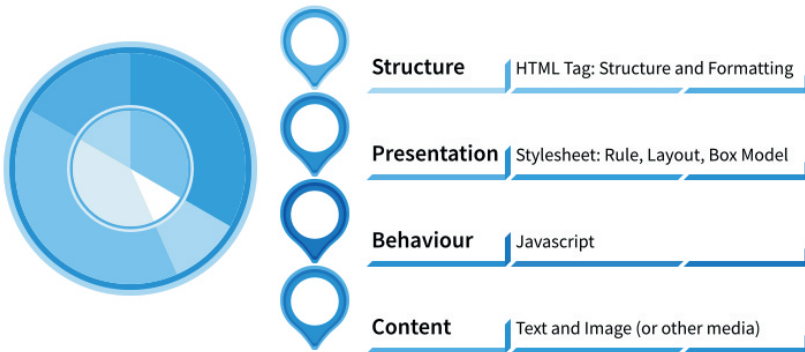 Structure HTML Tag: Structure and Formatting
Presentation Stylesheet: Rule, Layout, Box Model
Behaviour Javascript
Content Text and Image (or other media)